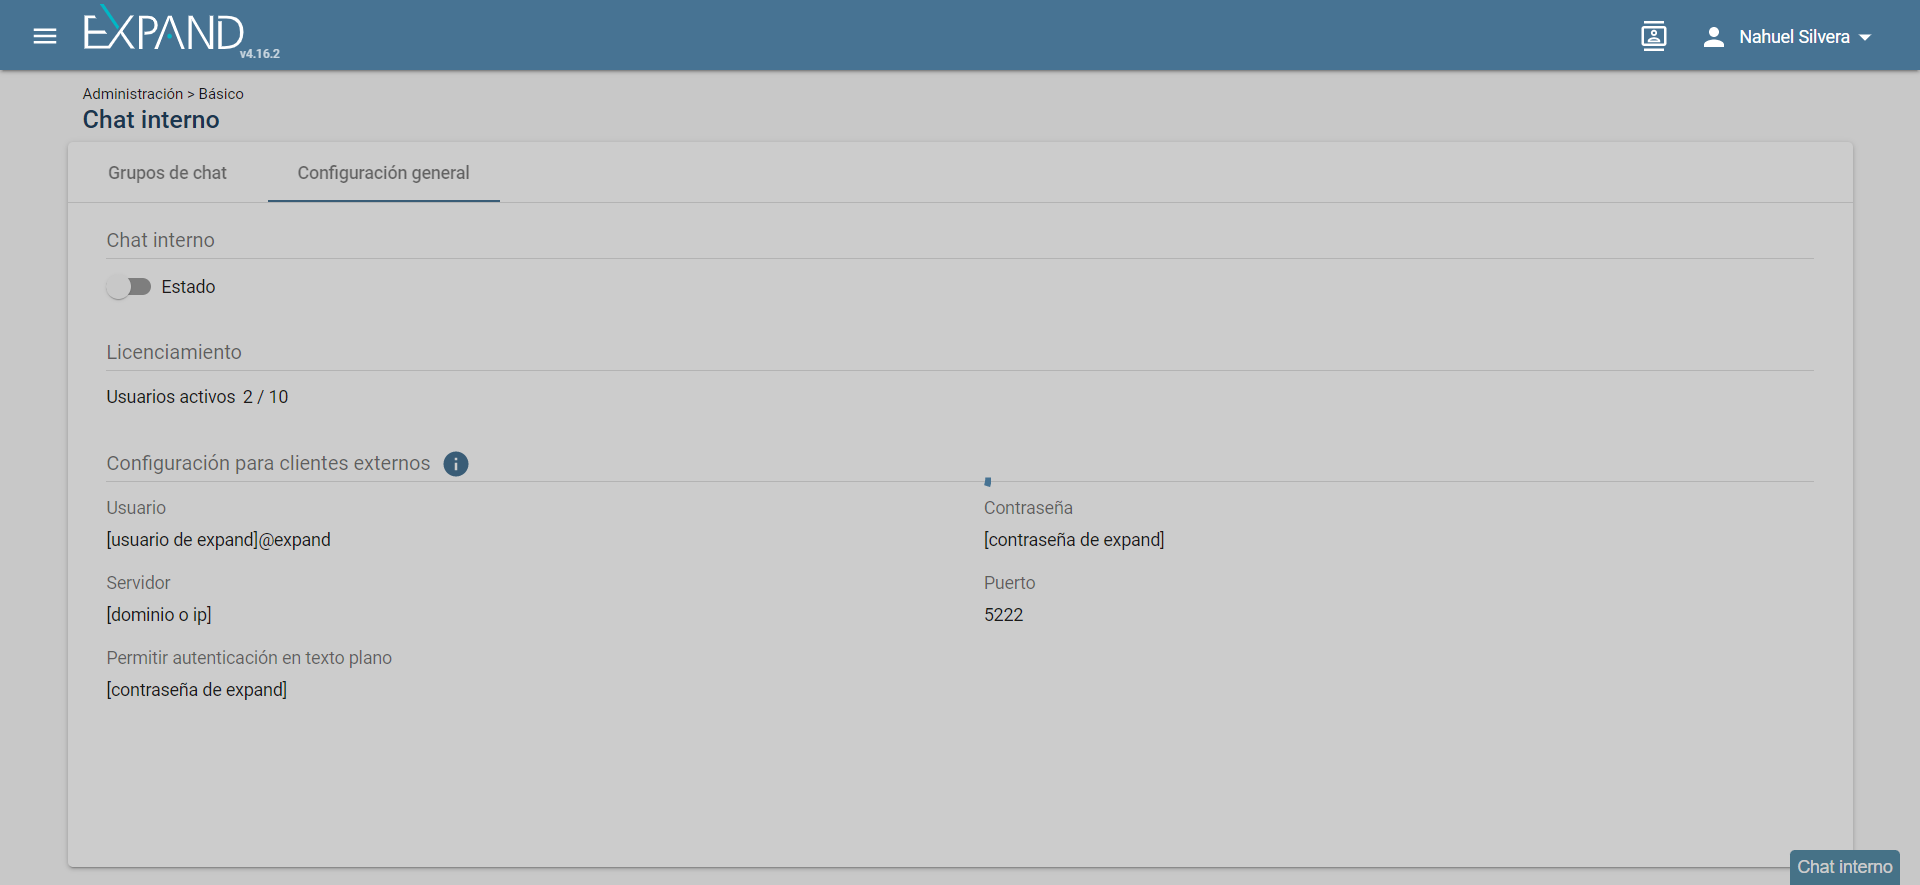 EXPAND
v4.16.2
Nahuel Silvera
Administración > Básico
Chat interno
Grupos de chat
Configuración general
Chat interno
Estado
Licenciamiento
Usuarios activos 2 / 10
Configuración para clientes externos
Usuario
Contraseña
[usuario de expand]@expand
[contraseña de expand]
Servidor
Puerto
[dominio o ip]
5222
Permitir autenticación en texto plano
[contraseña de expand]
Chat interno